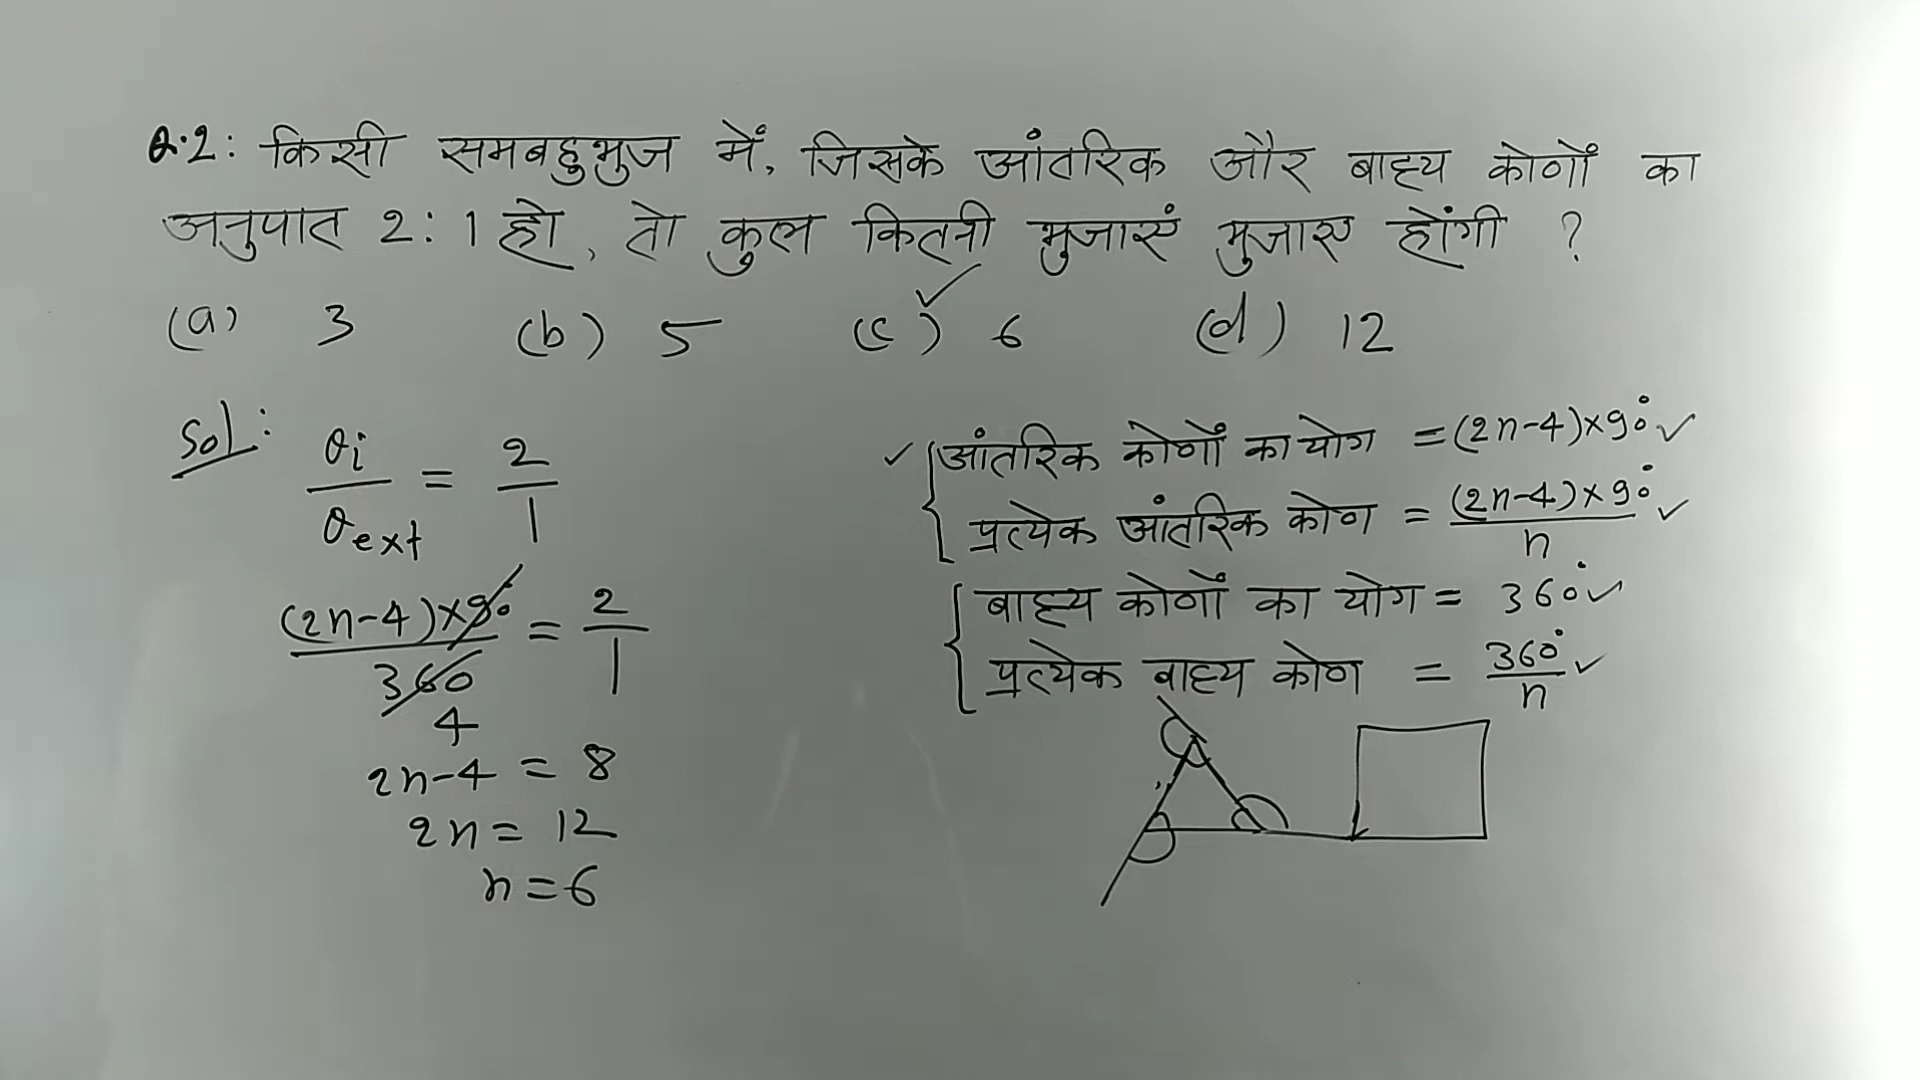 Q.2: किसी समबहुभुज में, जिसके आंतरिक और बाह्य कोणों का
अनुपात 2:1 हो, तो कुल कितनी भुजाएं भुजाए होंगी ?
(a) 3 (b) 5 (c) ✓ 6 (d) 12
Sol:
θi/θext = 2/1
(2n-4)×90/360 = 2/1
4
2n-4 = 8
2n = 12
n = 6
✓ { आंतरिक कोणों का योग = (2n-4)×90° ✓
प्रत्येक आंतरिक कोण = (2n-4)×90°/n ✓
{ बाह्य कोणों का योग = 360° ✓
प्रत्येक बाह्य कोण = 360°/n ✓